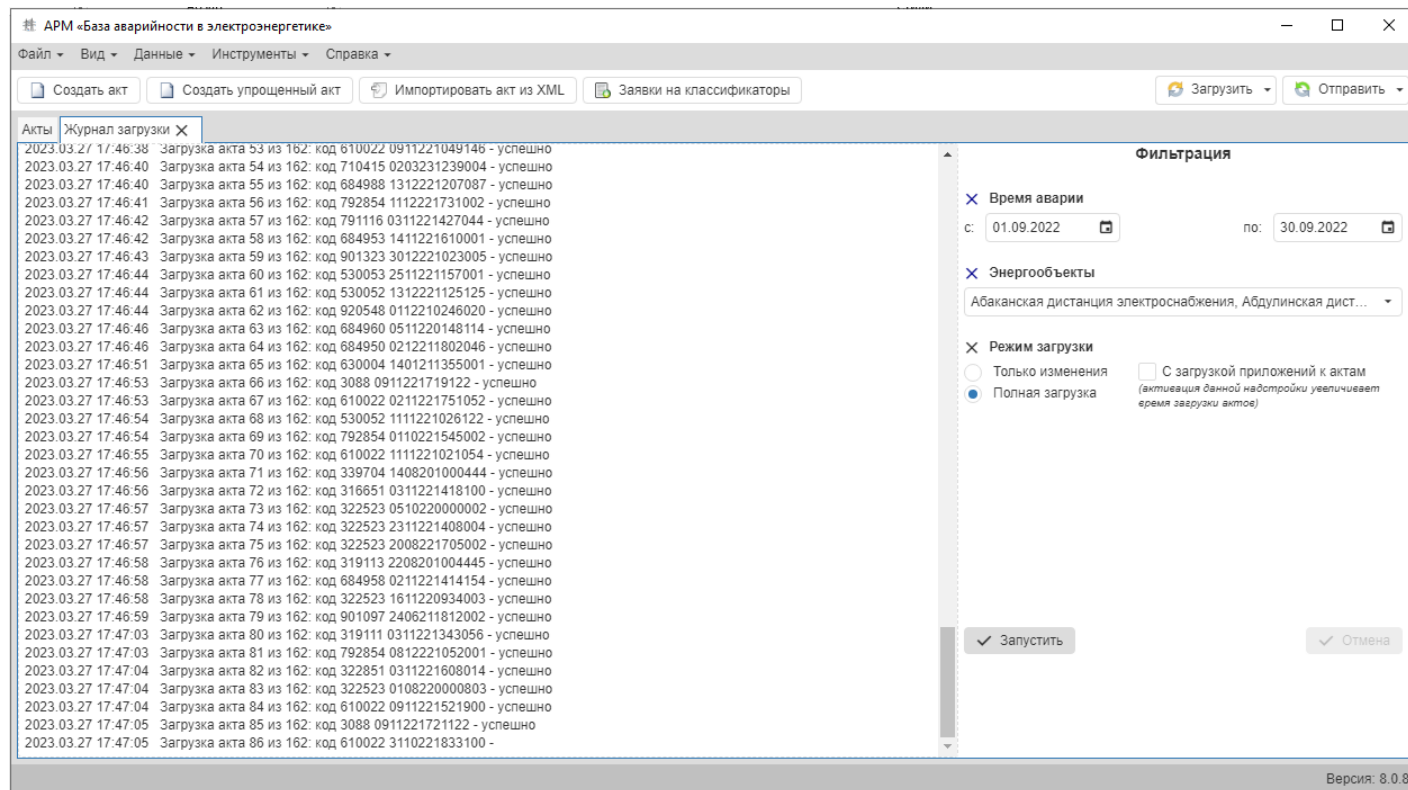 АРМ «База аварийности в электроэнергетике»
Файл Вид Данные Инструменты Справка
Создать акт Создать упрощенный акт Импортировать акт из XML Заявки на классификаторы Загрузить Отправить
Акты Журнал загрузки
2023.03.27 17:46:38 Загрузка акта 53 из 162: код 610022 0911221049146 - успешно
2023.03.27 17:46:40 Загрузка акта 54 из 162: код 710415 0203231239004 - успешно
2023.03.27 17:46:40 Загрузка акта 55 из 162: код 684988 1312221207087 - успешно
2023.03.27 17:46:41 Загрузка акта 56 из 162: код 792854 1112221731002 - успешно
2023.03.27 17:46:42 Загрузка акта 57 из 162: код 791116 0311221427044 - успешно
2023.03.27 17:46:42 Загрузка акта 58 из 162: код 684953 1411221610001 - успешно
2023.03.27 17:46:43 Загрузка акта 59 из 162: код 901323 3012221023005 - успешно
2023.03.27 17:46:44 Загрузка акта 60 из 162: код 530053 2511221157001 - успешно
2023.03.27 17:46:44 Загрузка акта 61 из 162: код 530052 1312221125125 - успешно
2023.03.27 17:46:44 Загрузка акта 62 из 162: код 920548 0112210246020 - успешно
2023.03.27 17:46:46 Загрузка акта 63 из 162: код 684960 0511220148114 - успешно
2023.03.27 17:46:46 Загрузка акта 64 из 162: код 684950 0212211802046 - успешно
2023.03.27 17:46:51 Загрузка акта 65 из 162: код 630004 1401211355001 - успешно
2023.03.27 17:46:53 Загрузка акта 66 из 162: код 3088 0911221719122 - успешно
2023.03.27 17:46:53 Загрузка акта 67 из 162: код 610022 0211221751052 - успешно
2023.03.27 17:46:54 Загрузка акта 68 из 162: код 530052 1111221026122 - успешно
2023.03.27 17:46:54 Загрузка акта 69 из 162: код 792854 0110221545002 - успешно
2023.03.27 17:46:55 Загрузка акта 70 из 162: код 610022 1111221021054 - успешно
2023.03.27 17:46:56 Загрузка акта 71 из 162: код 339704 1408201000444 - успешно
2023.03.27 17:46:56 Загрузка акта 72 из 162: код 316651 0311221418100 - успешно
2023.03.27 17:46:57 Загрузка акта 73 из 162: код 322523 0510220000002 - успешно
2023.03.27 17:46:57 Загрузка акта 74 из 162: код 322523 2311221408004 - успешно
2023.03.27 17:46:57 Загрузка акта 75 из 162: код 322523 2008221705002 - успешно
2023.03.27 17:46:58 Загрузка акта 76 из 162: код 319113 2208201004445 - успешно
2023.03.27 17:46:58 Загрузка акта 77 из 162: код 684958 0211221414154 - успешно
2023.03.27 17:46:58 Загрузка акта 78 из 162: код 322523 1611220934003 - успешно
2023.03.27 17:46:59 Загрузка акта 79 из 162: код 901097 2406211812002 - успешно
2023.03.27 17:47:03 Загрузка акта 80 из 162: код 319111 0311221343056 - успешно
2023.03.27 17:47:03 Загрузка акта 81 из 162: код 792854 0812221052001 - успешно
2023.03.27 17:47:04 Загрузка акта 82 из 162: код 322851 0311221608014 - успешно
2023.03.27 17:47:04 Загрузка акта 83 из 162: код 322523 0108220000803 - успешно
2023.03.27 17:47:04 Загрузка акта 84 из 162: код 610022 0911221521900 - успешно
2023.03.27 17:47:05 Загрузка акта 85 из 162: код 3088 0911221721122 - успешно
2023.03.27 17:47:05 Загрузка акта 86 из 162: код 610022 3110221833100 -
Фильтрация
Время аварии
с: 01.09.2022 по: 30.09.2022
Энергообъекты
Абаканская дистанция электроснабжения, Абдулинская дист...
Режим загрузки
Только изменения С загрузкой приложений к актам
Полная загрузка (активация данной надстройки увеличивает
время загрузки актов)
Запустить Отмена
Версия: 8.0.8